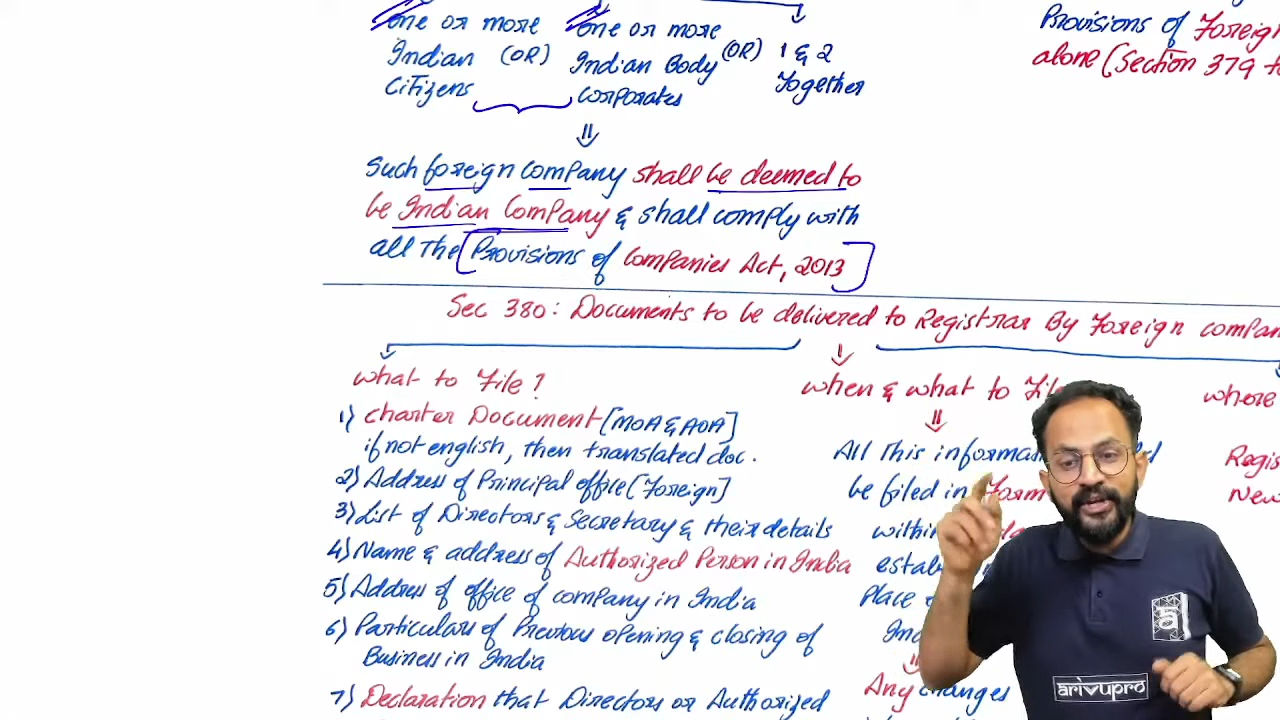 one or more
Indian (OR)
Citizens
one or more
Indian Body (OR)
corporates
1 & 2
Together
Provisions of Foreign
alone (Section 379 to
⇓
Such foreign company shall be deemed to
be Indian Company & shall comply with
all the [Provisions of Companies Act, 2013]
Sec 380: Documents to be delivered to Registrar By Foreign compan
what to File?
1) charter Document [MOA & AOA]
if not english, then translated doc.
2) Address of Principal office [Foreign]
3) List of Directors & Secretary & their details
4) Name & address of Authorized Person in India
5) Address of office of company in India
6) Particulars of Previous opening & closing of
Business in India
7) Declaration that Directors or Authorized
when & what to File
⇓
All this informa
be filed in Form
within
estab
Place o
Ind
Any changes
where
Regis
New
a
arivupro